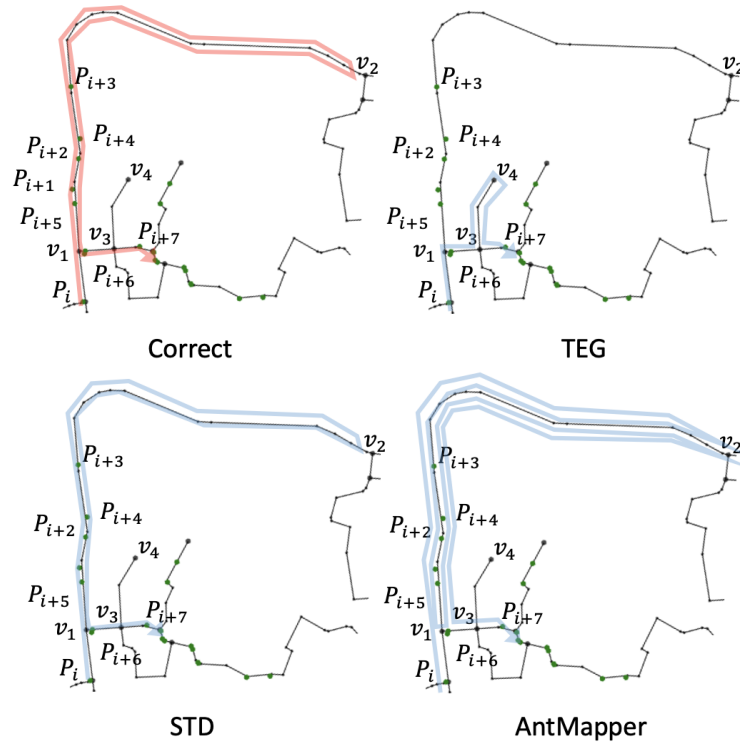 v2
Pi+3
Pi+4
Pi+2
Pi+1
v4
Pi+5
v3
Pi+7
v1
Pi+6
Pi
Correct
v2
Pi+3
Pi+4
Pi+2
v4
Pi+5
v3
Pi+7
v1
Pi+6
Pi
TEG
v2
Pi+3
Pi+4
Pi+2
v4
Pi+5
v3
Pi+7
v1
Pi+6
Pi
STD
v2
Pi+3
Pi+4
Pi+2
v4
Pi+5
v3
Pi+7
v1
Pi+6
Pi
AntMapper